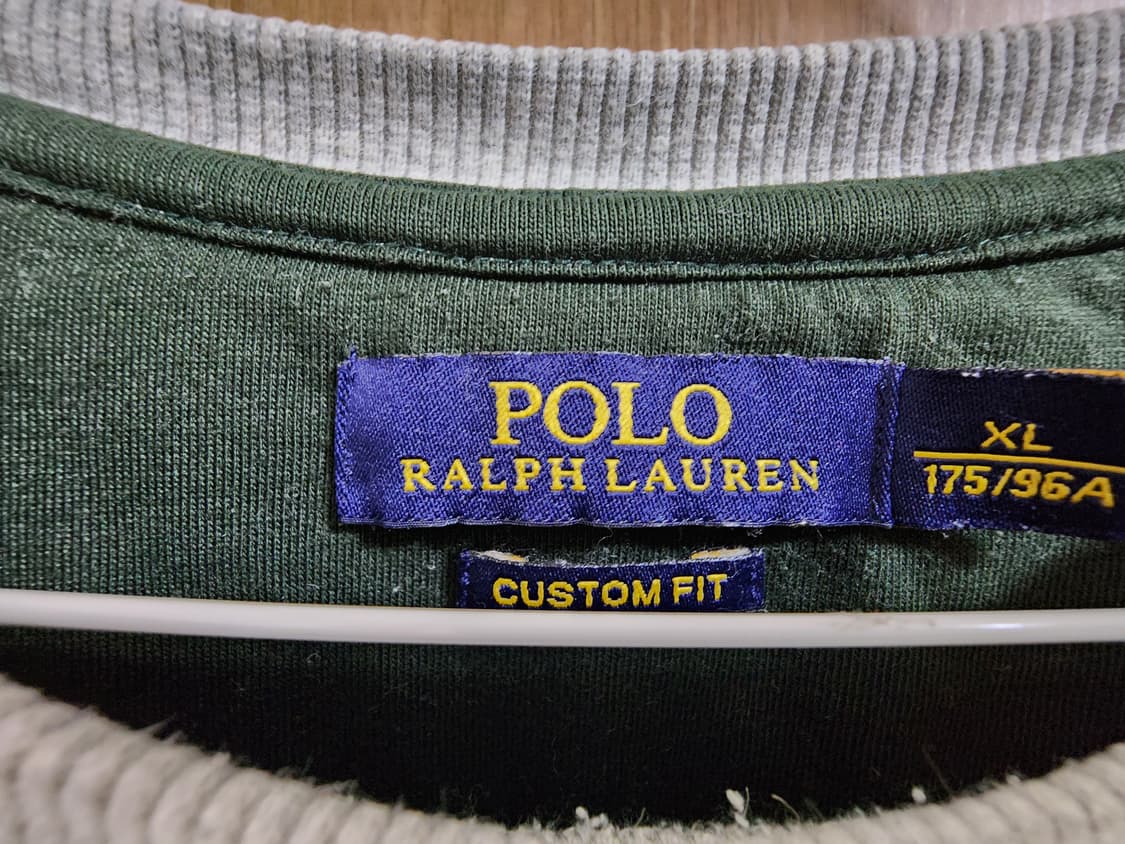 POLO
RALPH LAUREN
XL
175/96A
CUSTOM FIT